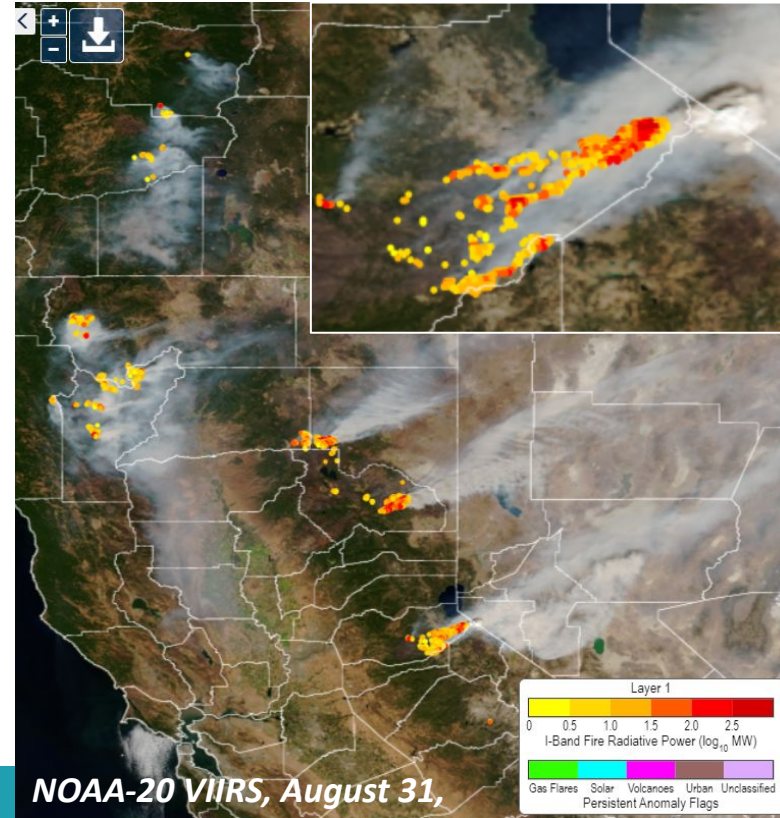 +
−
Layer 1
0 0.5 1.0 1.5 2.0 2.5
I-Band Fire Radiative Power (log₁₀ MW)
Gas Flares Solar Volcanoes Urban Unclassified
Persistent Anomaly Flags
NOAA-20 VIIRS, August 31,